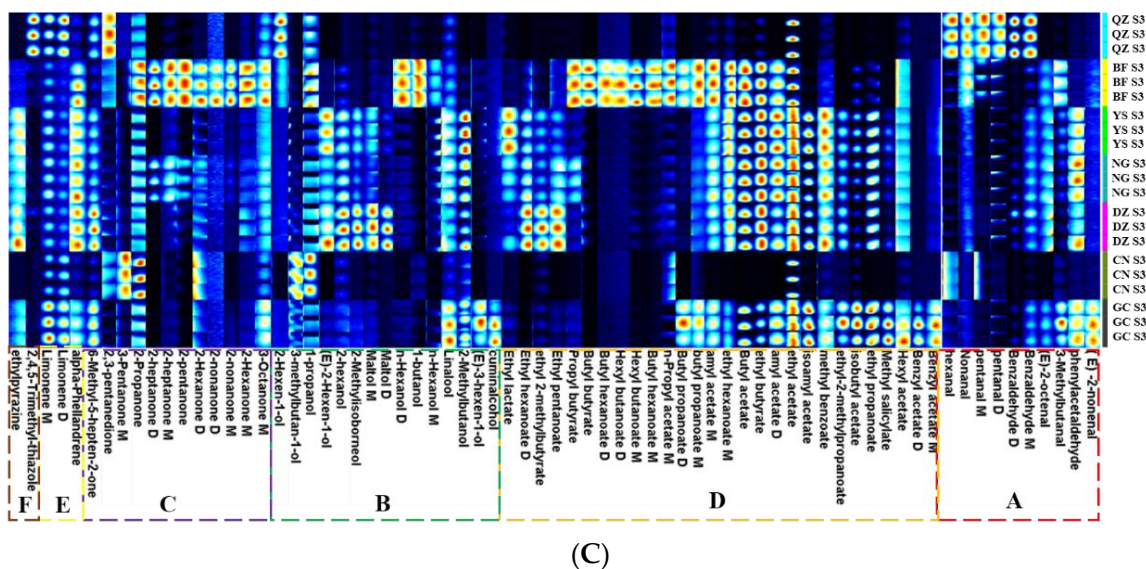 QZ S3
QZ S3
QZ S3
BF S3
BF S3
BF S3
YS S3
YS S3
YS S3
NG S3
NG S3
NG S3
DZ S3
DZ S3
DZ S3
CN S3
CN S3
CN S3
GC S3
GC S3
GC S3
ethylpyrazine
2,4,5-Trimethyl-thiazole
Limonene M
Limonene D
alpha-Phellandrene
6-Methyl-5-hepten-2-one
2,3-pentanedione
3-Pentanone M
2-Propanone
2-heptanone D
2-heptanone M
2-pentanone
2-Hexanone D
2-nonanone D
2-nonanone M
2-Hexanone M
3-Octanone M
2-Hexen-1-ol
3-methylbutan-1-ol
1-propanol
(E)-2-Hexen-1-ol
2-hexanol
2-Methylisoborneol
Maltol M
Maltol D
n-Hexanol D
1-butanol
n-Hexanol M
Linalool
2-Methylbutanol
(E)-3-hexen-1-ol
cuminalcohol
Ethyl lactate
Ethyl hexanoate D
ethyl 2-methylbutyrate
Ethyl pentanoate
Propyl butyrate
Butyl butyrate
Butyl hexanoate D
Hexyl butanoate D
Hexyl butanoate M
Butyl hexanoate M
n-Propyl acetate M
Butyl propanoate D
butyl propanoate M
amyl acetate M
ethyl hexanoate M
Butyl acetate
ethyl butyrate
amyl acetate D
ethyl acetate
isoamyl acetate
methyl benzoate
ethyl-2-methylpropanoate
isobutyl acetate
ethyl propanoate
Methyl salicylate
Hexyl acetate
Benzyl acetate D
Benzyl acetate M
hexanal
Nonanal
pentanal M
pentanal D
Benzaldehyde D
Benzaldehyde M
(E)-2-octenal
3-Methylbutanal
phenylacetaldehyde
(E)-2-nonenal
F E C B D A
(C)